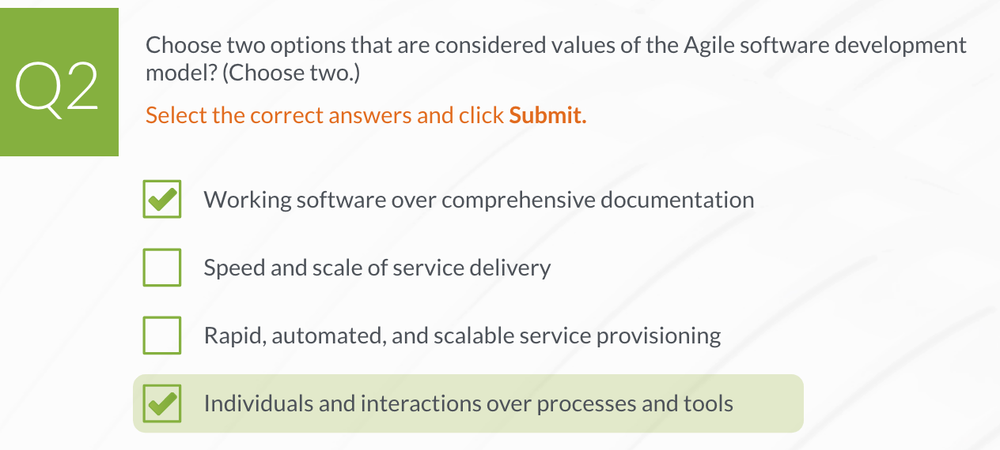 Q2
Choose two options that are considered values of the Agile software development
model? (Choose two.)
Select the correct answers and click Submit.
Working software over comprehensive documentation
Speed and scale of service delivery
Rapid, automated, and scalable service provisioning
Individuals and interactions over processes and tools